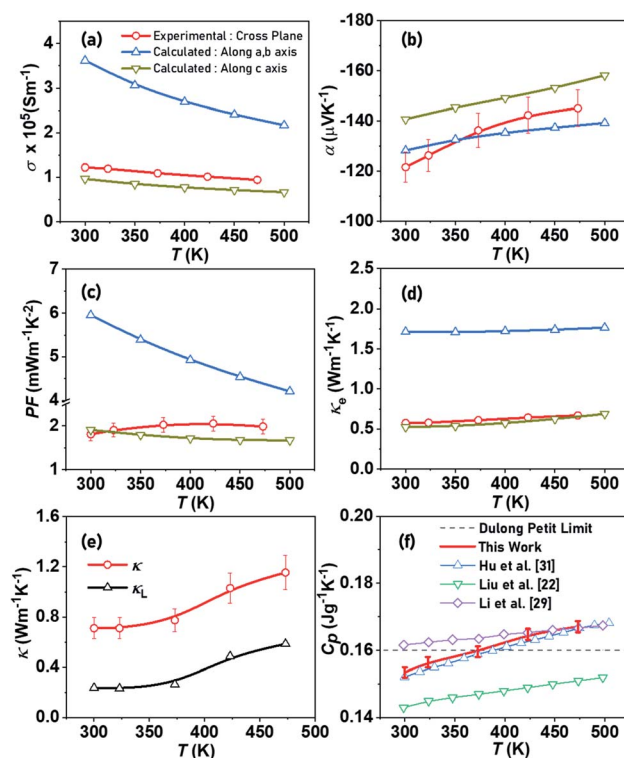 (a)
Experimental : Cross Plane
Calculated : Along a,b axis
Calculated : Along c axis
σ x 10⁵(Sm⁻¹)
5
4
3
2
1
0
300 350 400 450 500
T (K)
(b)
α (μVK⁻¹)
-160
-140
-120
-100
300 350 400 450 500
T (K)
(c)
PF (mWm⁻¹K⁻²)
7
6
5
4
2
1
300 350 400 450 500
T (K)
(d)
κe (Wm⁻¹K⁻¹)
2.5
2.0
1.5
1.0
0.5
0.0
300 350 400 450 500
T (K)
(e)
κ
κL
κ (Wm⁻¹K⁻¹)
1.6
1.2
0.8
0.4
0.0
300 350 400 450 500
T (K)
(f)
Dulong Petit Limit
This Work
Hu et al. [31]
Liu et al. [22]
Li et al. [29]
Cp (Jg⁻¹K⁻¹)
0.20
0.18
0.16
0.14
300 350 400 450 500
T (K)